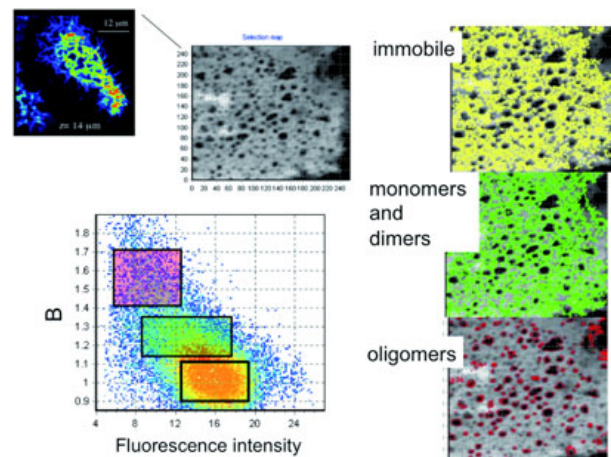 12 μm
z= 14 μm
Selection map
240
220
200
180
160
140
120
100
80
60
40
20
0
0 20 40 60 80 100 120 140 160 180 200 220 240
immobile
monomers
and
dimers
oligomers
B
1.8
1.7
1.6
1.5
1.4
1.3
1.2
1.1
1
0.9
4 8 12 16 20 24
Fluorescence intensity